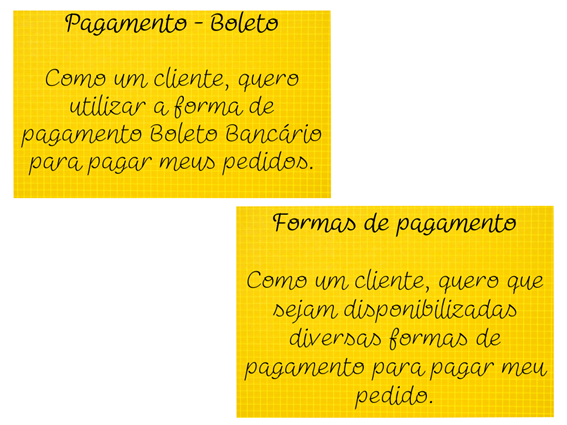 Pagamento - Boleto
Como um cliente, quero
utilizar a forma de
pagamento Boleto Bancário
para pagar meus pedidos.
Formas de pagamento
Como um cliente, quero que
sejam disponibilizadas
diversas formas de
pagamento para pagar meu
pedido.